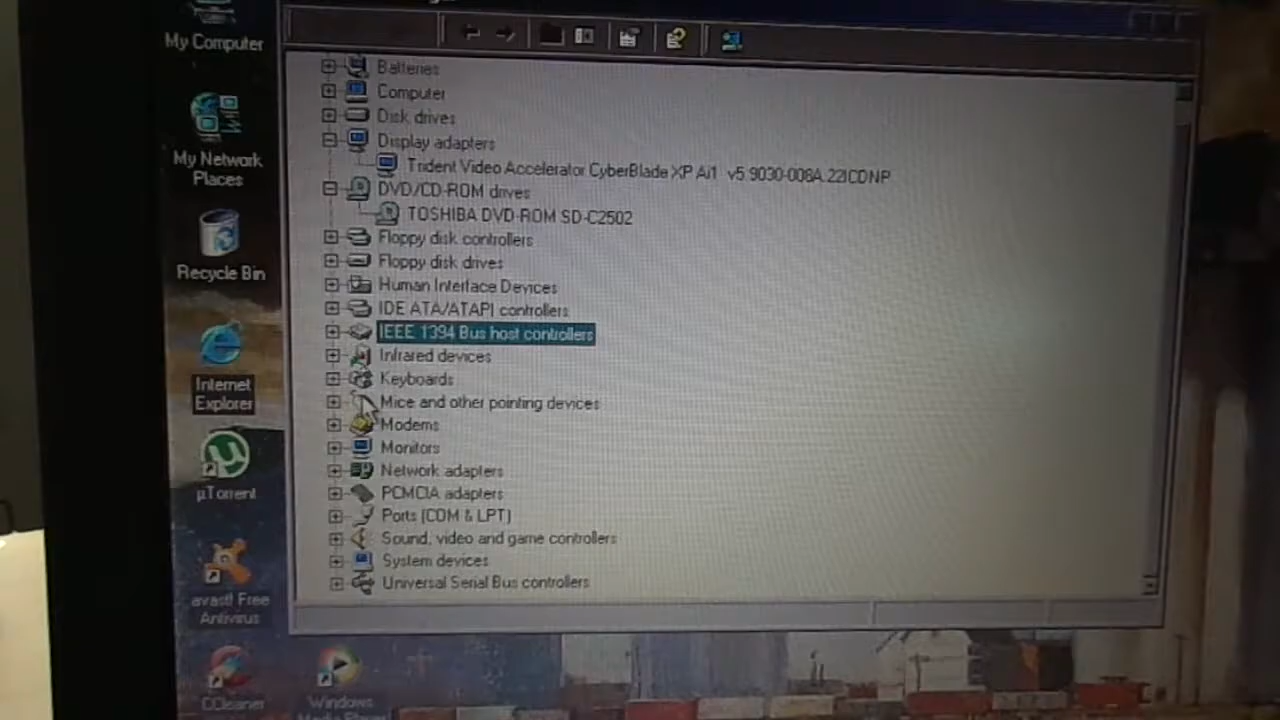 My Computer
My Network
Places
Recycle Bin
Internet
Explorer
µTorrent
avast! Free
Antivirus
CCleaner
Windows
Media Player
Batteries
Computer
Disk drives
Display adapters
Trident Video Accelerator CyberBlade XP Ai1 v5.9030-008A.22ICDNP
DVD/CD-ROM drives
TOSHIBA DVD-ROM SD-C2502
Floppy disk controllers
Floppy disk drives
Human Interface Devices
IDE ATA/ATAPI controllers
IEEE 1394 Bus host controllers
Infrared devices
Keyboards
Mice and other pointing devices
Modems
Monitors
Network adapters
PCMCIA adapters
Ports (COM & LPT)
Sound, video and game controllers
System devices
Universal Serial Bus controllers